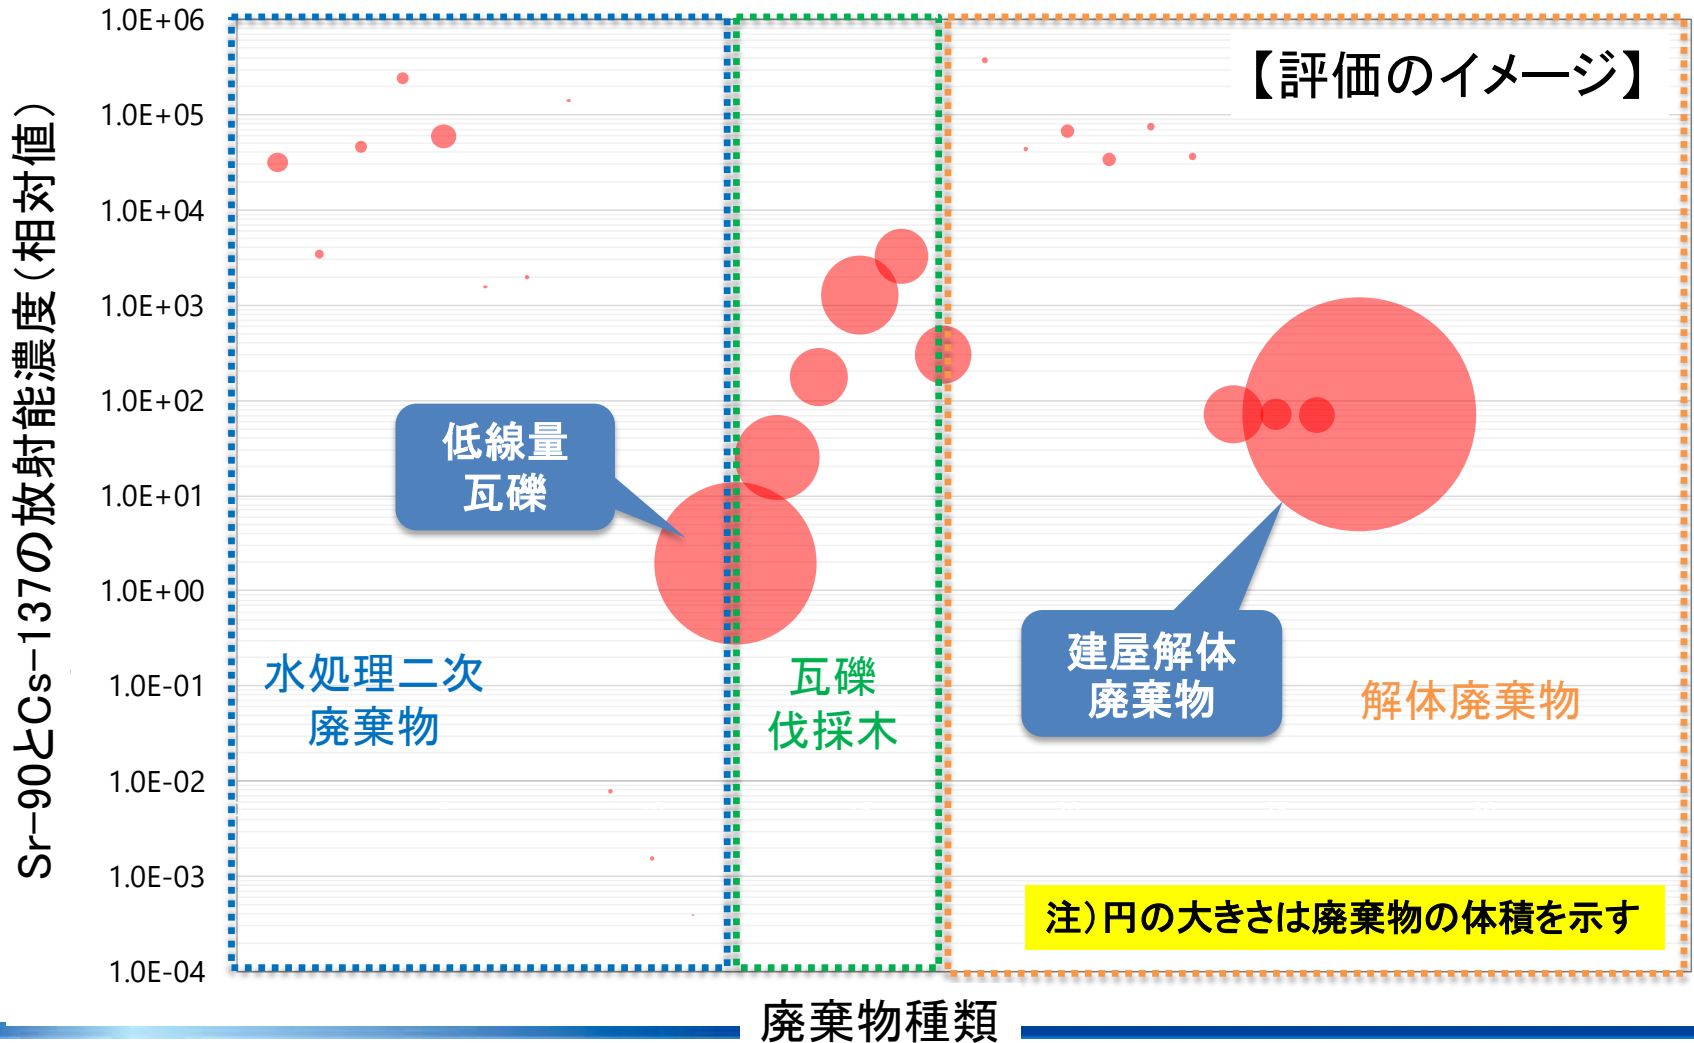 【評価のイメージ】
Sr-90とCs-137の放射能濃度（相対値）
1.0E+06
1.0E+05
1.0E+04
1.0E+03
1.0E+02
1.0E+01
1.0E+00
1.0E-01
1.0E-02
1.0E-03
1.0E-04
低線量
瓦礫
水処理二次
廃棄物
瓦礫
伐採木
建屋解体
廃棄物
解体廃棄物
注）円の大きさは廃棄物の体積を示す
廃棄物種類